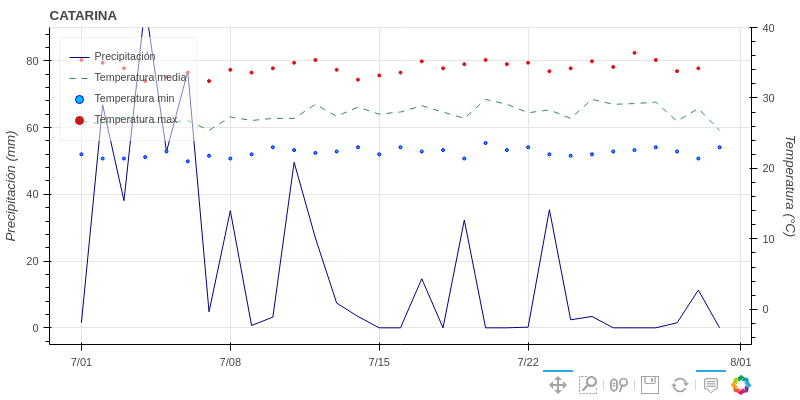 CATARINA
Precipitación
Temperatura media
Temperatura min
Temperatura max
Precipitación (mm)
80
60
40
20
0
Temperatura (°C)
40
30
20
10
0
7/01
7/08
7/15
7/22
8/01